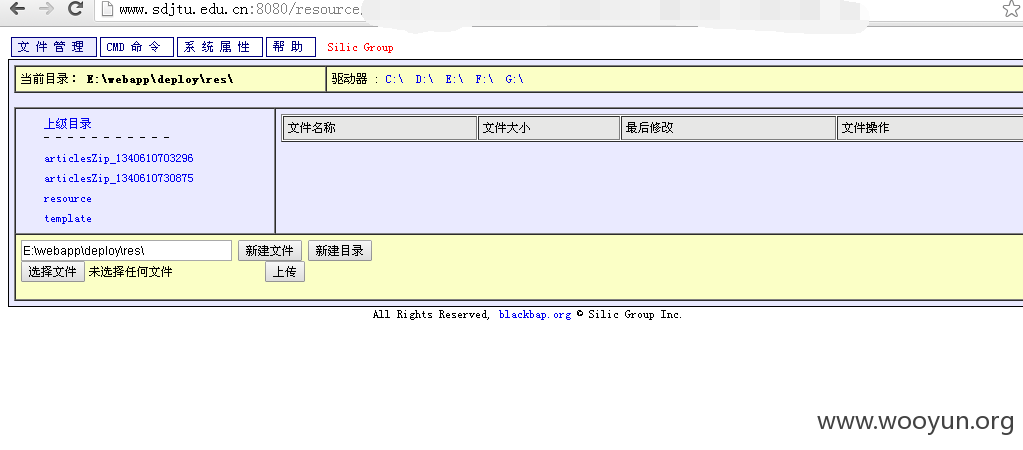 www.sdjtu.edu.cn:8080/resource/
文件管理 CMD命令 系统属性 帮助 Silic Group
当前目录: E:\webapp\deploy\res\ 驱动器 : C:\ D:\ E:\ F:\ G:\
上级目录
- - - - - - - - - - -
articlesZip_1340610703296
articlesZip_1340610730875
resource
template
文件名称 文件大小 最后修改 文件操作
E:\webapp\deploy\res\ 新建文件 新建目录
选择文件 未选择任何文件 上传
All Rights Reserved, blackbap.org © Silic Group Inc.
www.wooyun.org